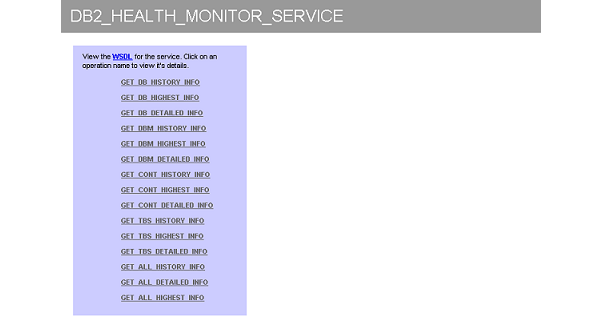 DB2_HEALTH_MONITOR_SERVICE
View the WSDL for the service. Click on an
operation name to view it's details.
GET_DB_HISTORY_INFO
GET_DB_HIGHEST_INFO
GET_DB_DETAILED_INFO
GET_DBM_HISTORY_INFO
GET_DBM_HIGHEST_INFO
GET_DBM_DETAILED_INFO
GET_CONT_HISTORY_INFO
GET_CONT_HIGHEST_INFO
GET_CONT_DETAILED_INFO
GET_TBS_HISTORY_INFO
GET_TBS_HIGHEST_INFO
GET_TBS_DETAILED_INFO
GET_ALL_HISTORY_INFO
GET_ALL_DETAILED_INFO
GET_ALL_HIGHEST_INFO